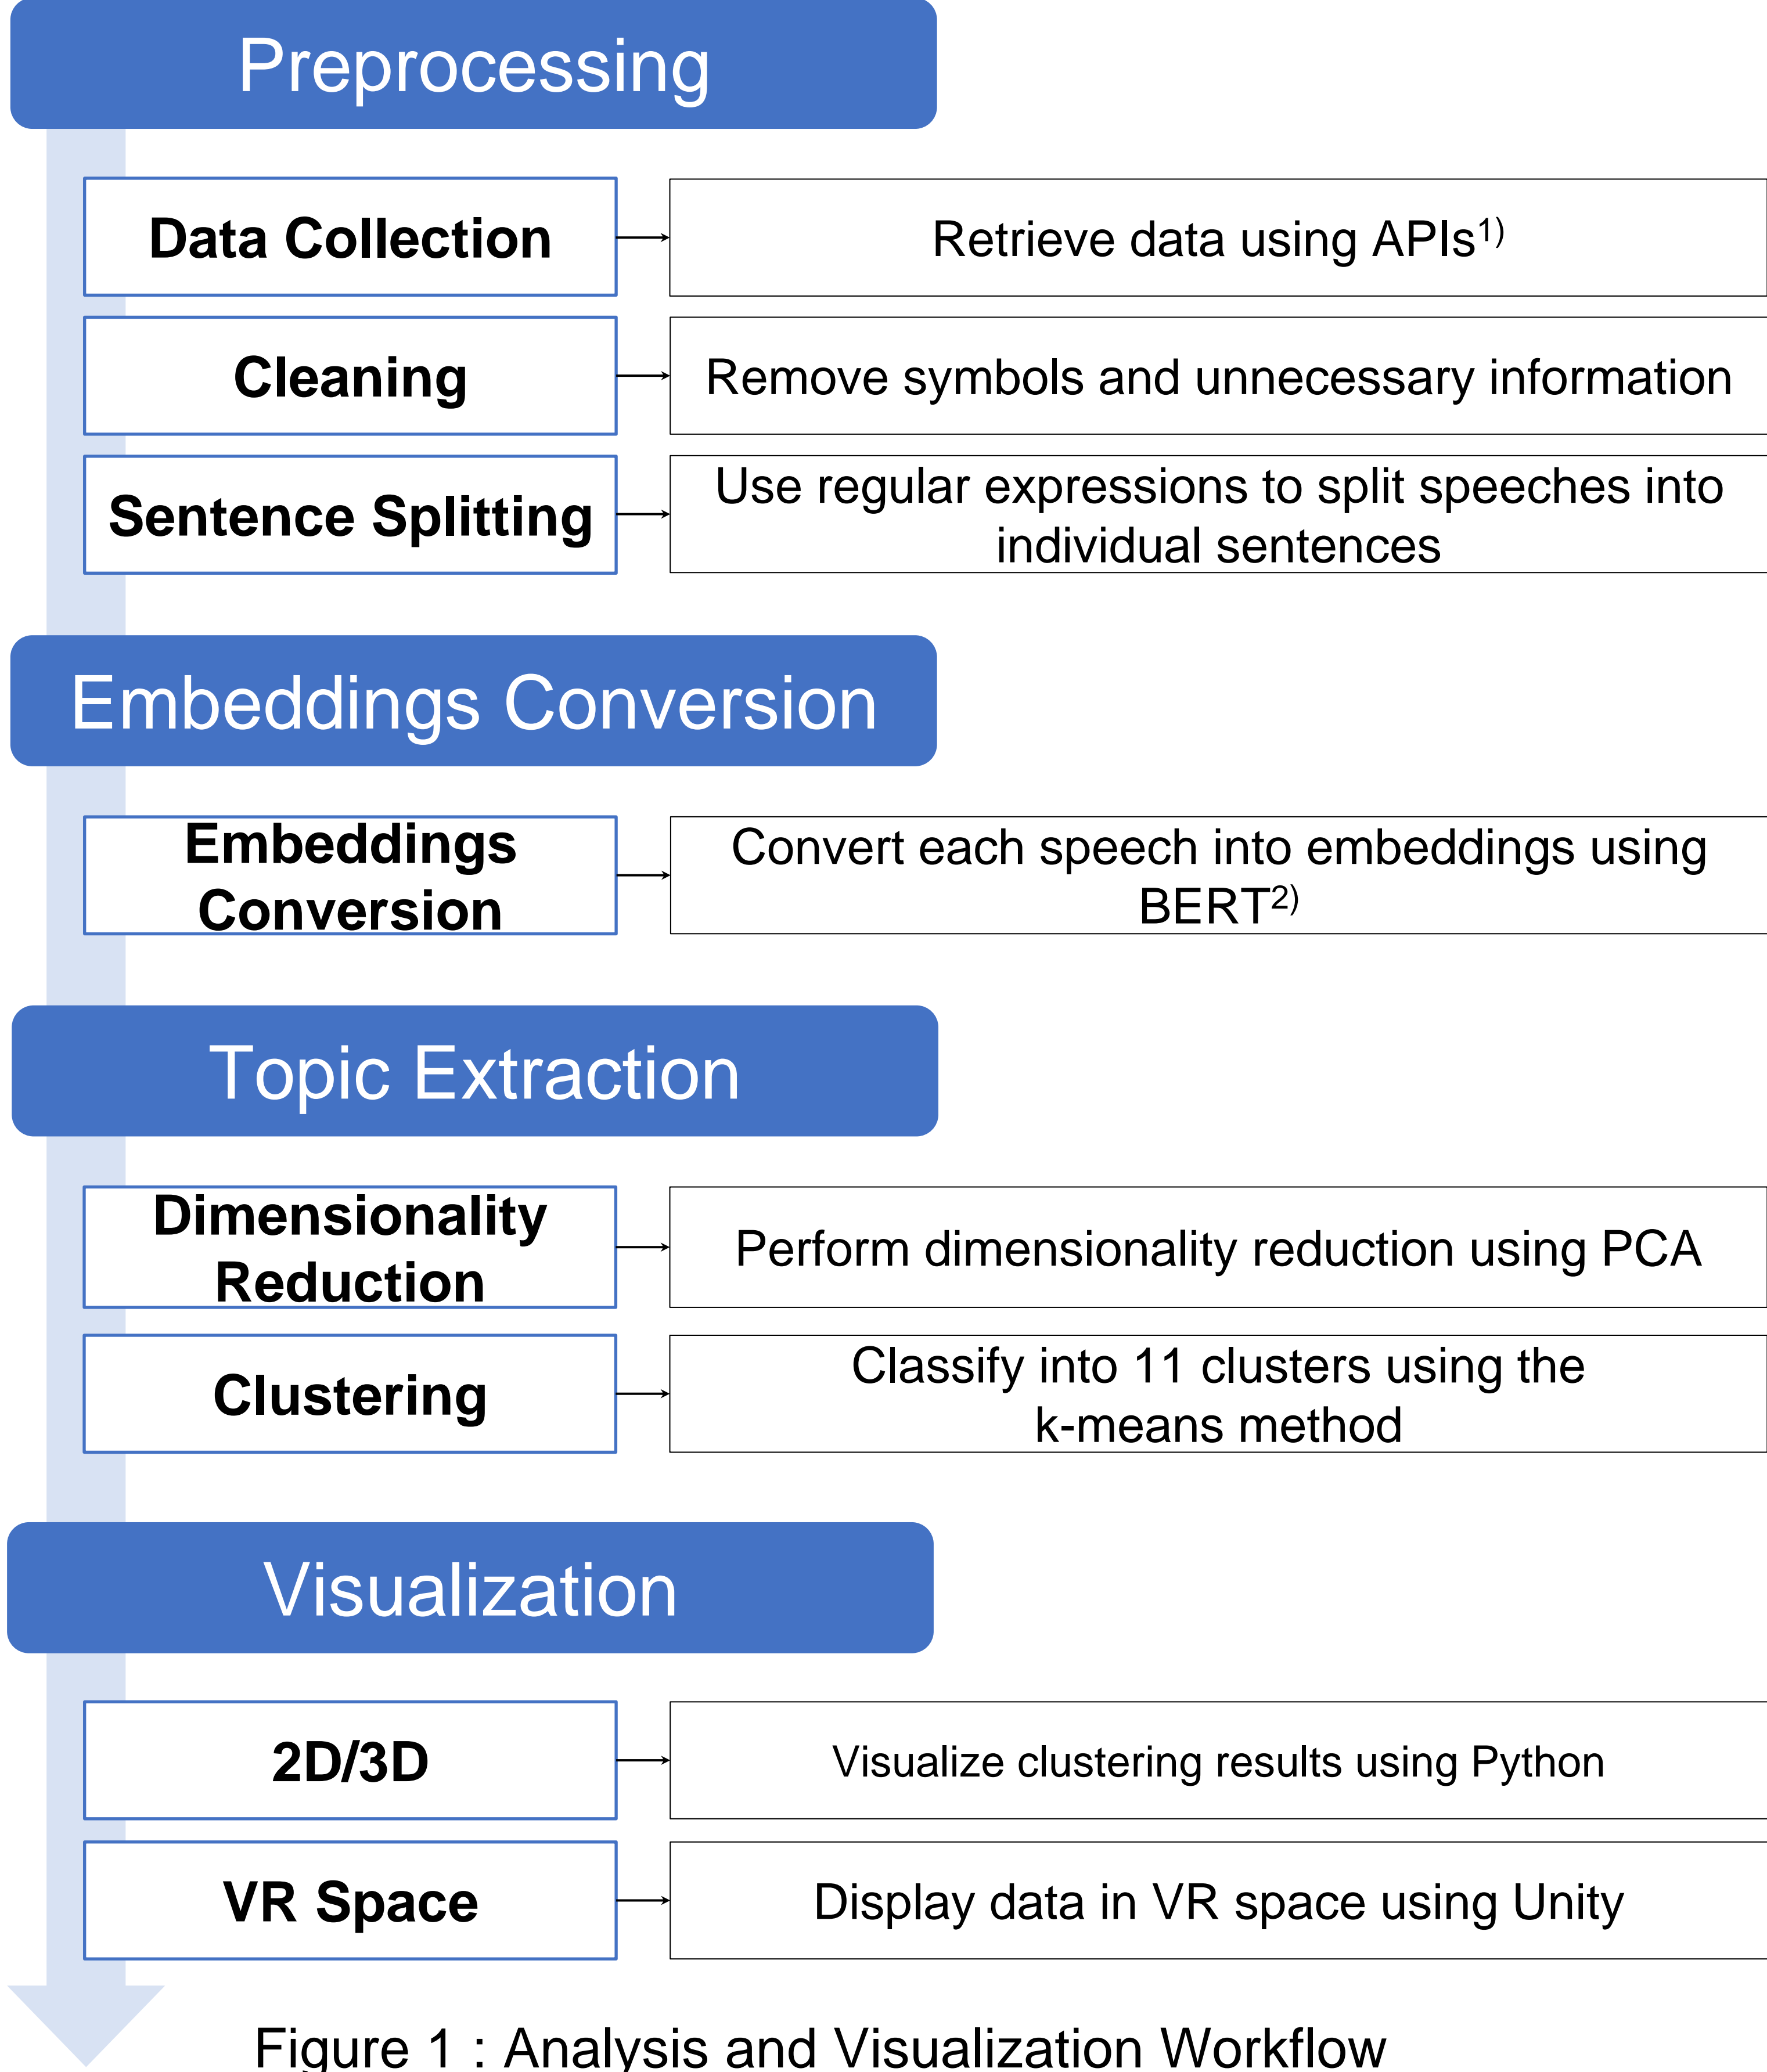 Preprocessing
Data Collection
Retrieve data using APIs1)
Cleaning
Remove symbols and unnecessary information
Sentence Splitting
Use regular expressions to split speeches into
individual sentences
Embeddings Conversion
Embeddings
Conversion
Convert each speech into embeddings using
BERT2)
Topic Extraction
Dimensionality
Reduction
Perform dimensionality reduction using PCA
Clustering
Classify into 11 clusters using the
k-means method
Visualization
2D/3D
Visualize clustering results using Python
VR Space
Display data in VR space using Unity
Figure 1 : Analysis and Visualization Workflow